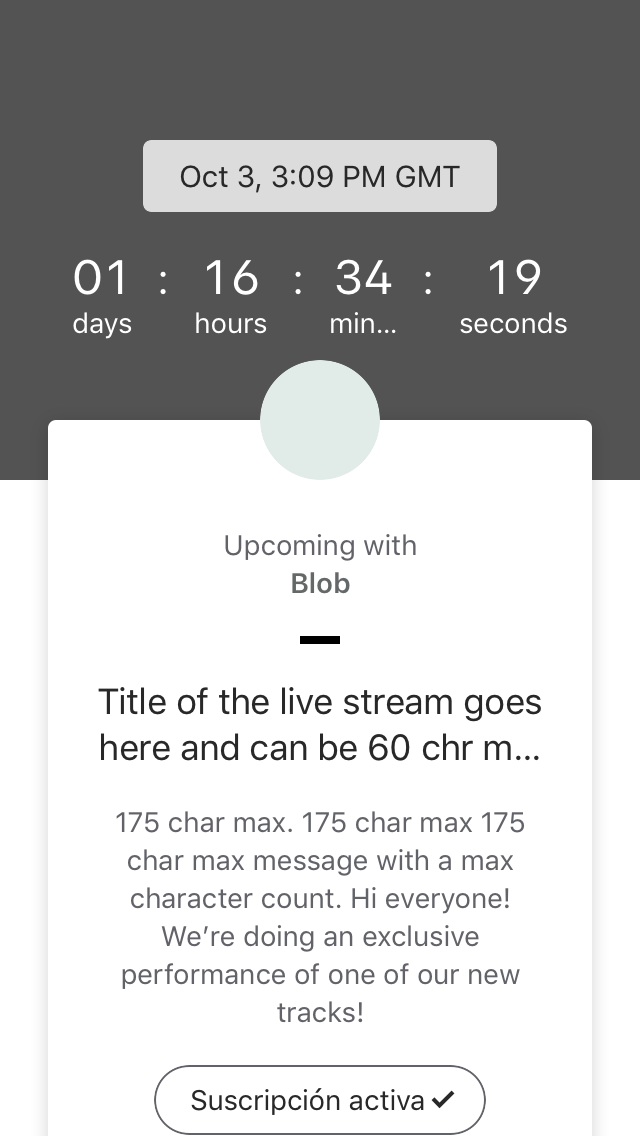 Oct 3, 3:09 PM GMT
01 : 16 : 34 : 19
days hours min... seconds
Upcoming with
Blob
Title of the live stream goes
here and can be 60 chr m...
175 char max. 175 char max 175
char max message with a max
character count. Hi everyone!
We’re doing an exclusive
performance of one of our new
tracks!
Suscripción activa ✔